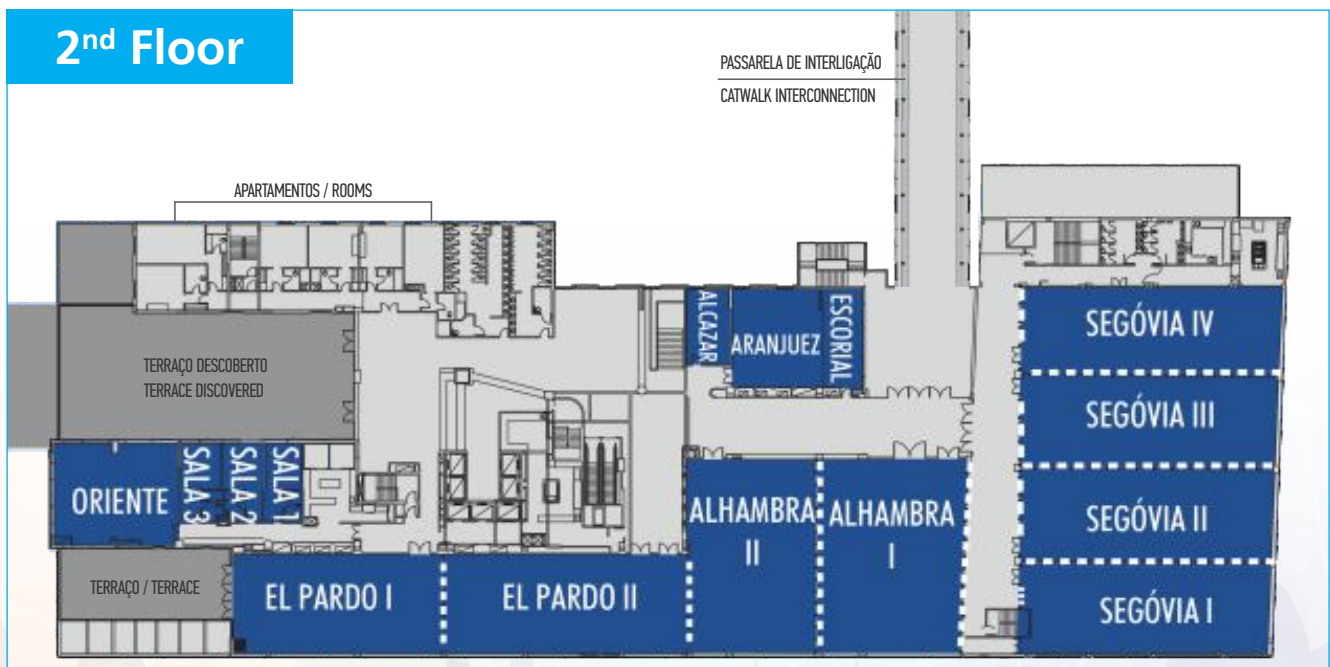 2nd Floor
PASSARELA DE INTERLIGAÇÃO
CATWALK INTERCONNECTION
APARTAMENTOS / ROOMS
TERRAÇO DESCOBERTO
TERRACE DISCOVERED
ALCAZAR
ARANJUEZ
ESCORIAL
SEGÓVIA IV
SEGÓVIA III
SEGÓVIA II
SEGÓVIA I
ORIENTE
SALA 3
SALA 2
SALA 1
ALHAMBRA
II
ALHAMBRA
I
TERRAÇO / TERRACE
EL PARDO I
EL PARDO II